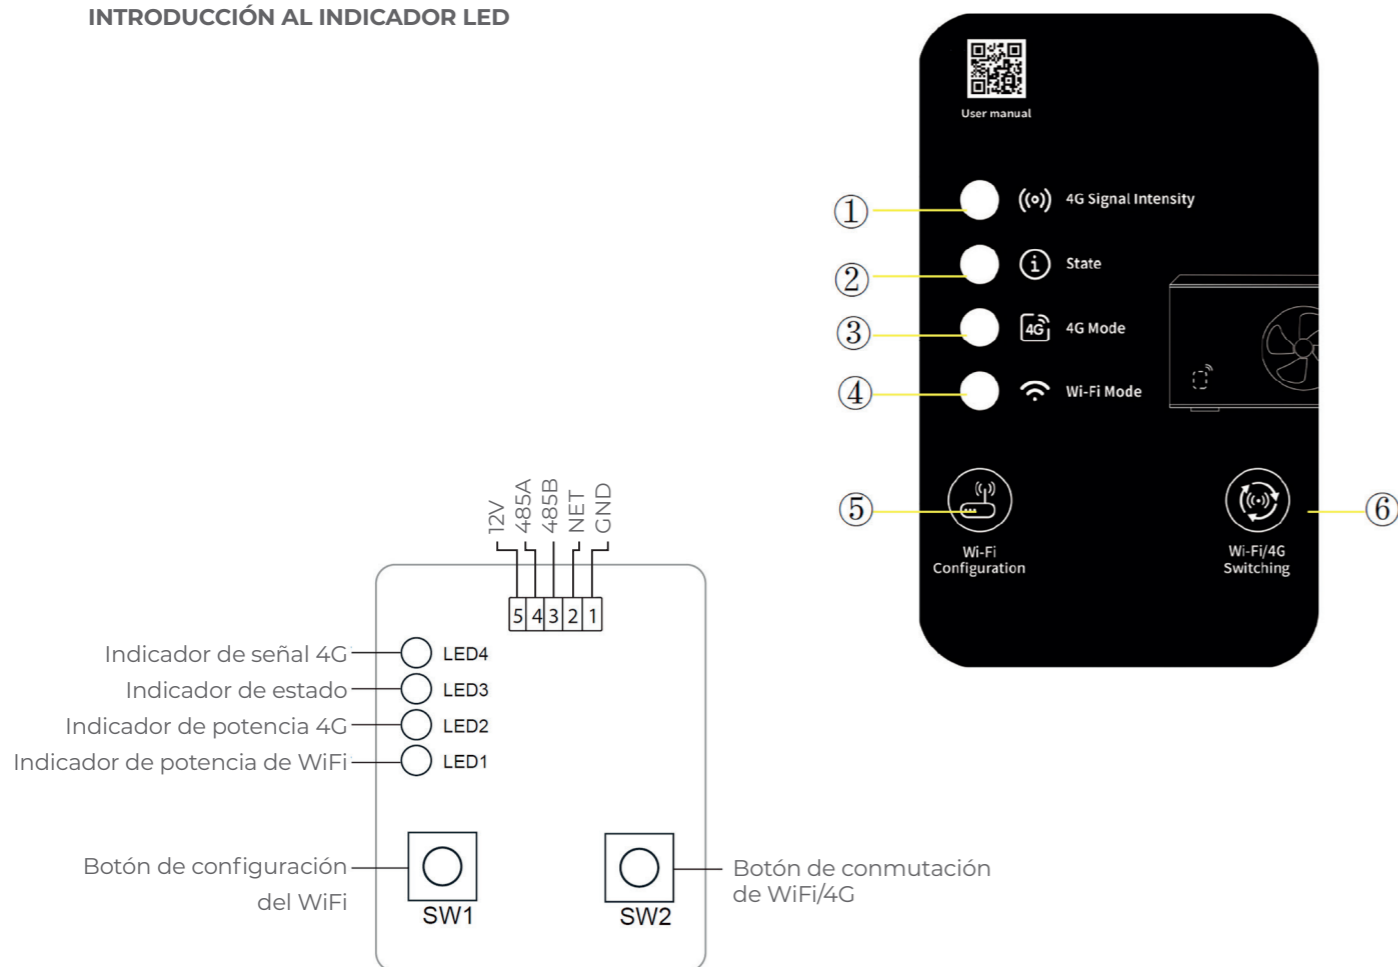 INTRODUCCIÓN AL INDICADOR LED
User manual
① 4G Signal Intensity
② State
③ 4G 4G Mode
④ Wi-Fi Mode
⑤
⑥
Wi-Fi
Configuration
Wi-Fi/4G
Switching
12V
485A
485B
NET
GND
5 4 3 2 1
Indicador de señal 4G LED4
Indicador de estado LED3
Indicador de potencia 4G LED2
Indicador de potencia de WiFi LED1
Botón de configuración
del WiFi
SW1
SW2
Botón de conmutación
de WiFi/4G